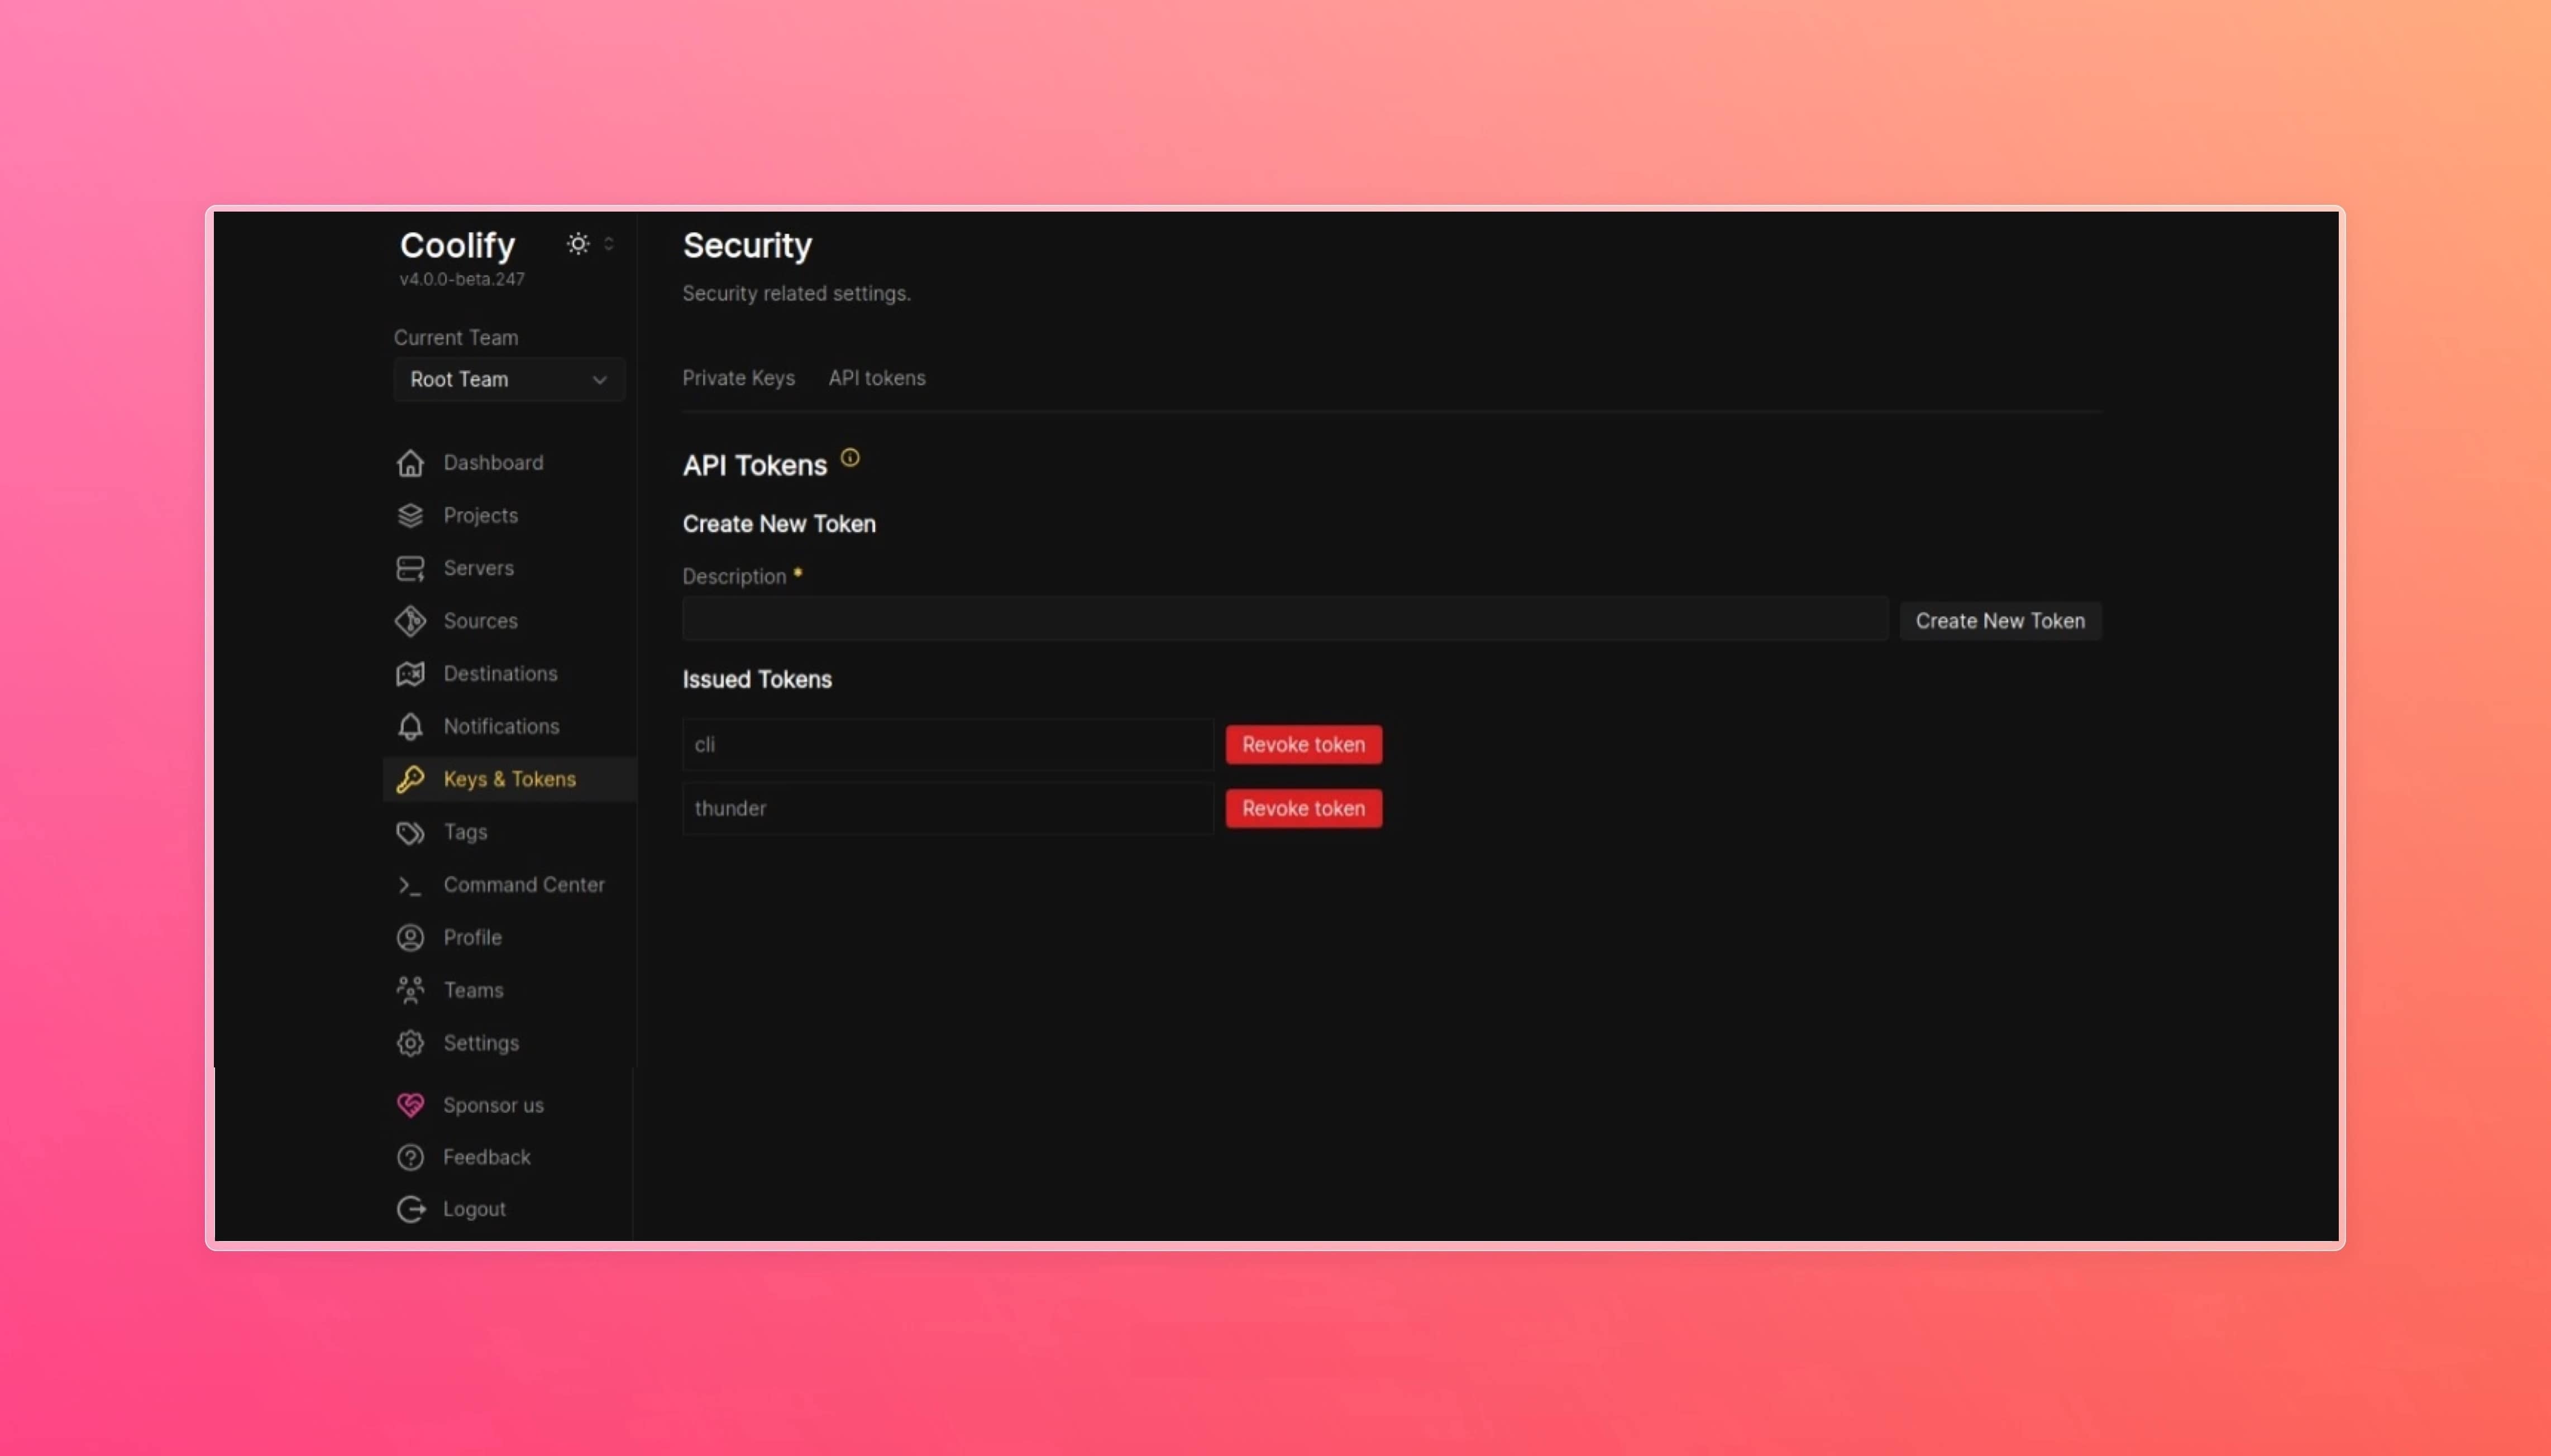 Coolify
v4.0.0-beta.247
Current Team
Root Team
Dashboard
Projects
Servers
Sources
Destinations
Notifications
Keys & Tokens
Tags
Command Center
Profile
Teams
Settings
Sponsor us
Feedback
Logout
Security
Security related settings.
Private Keys API tokens
API Tokens
Create New Token
Description *
Create New Token
Issued Tokens
cli Revoke token
thunder Revoke token